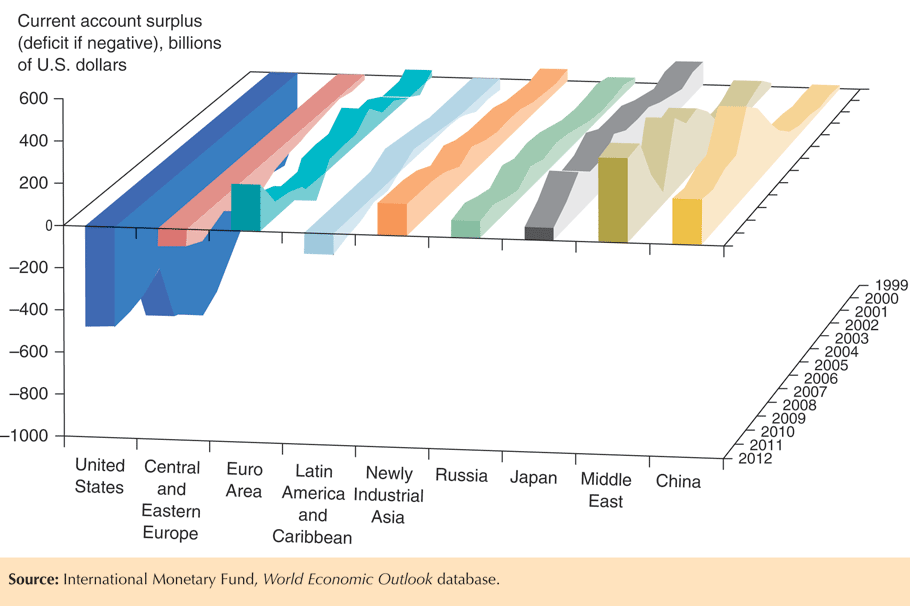 Current account surplus
(deficit if negative), billions
of U.S. dollars
600
400
200
0
–200
–400
–600
–800
–1000
1999
2000
2001
2002
2003
2004
2005
2006
2007
2008
2009
2010
2011
2012
United
States
Central
and
Eastern
Europe
Euro
Area
Latin
America
and
Caribbean
Newly
Industrial
Asia
Russia
Japan
Middle
East
China
Source: International Monetary Fund, World Economic Outlook database.